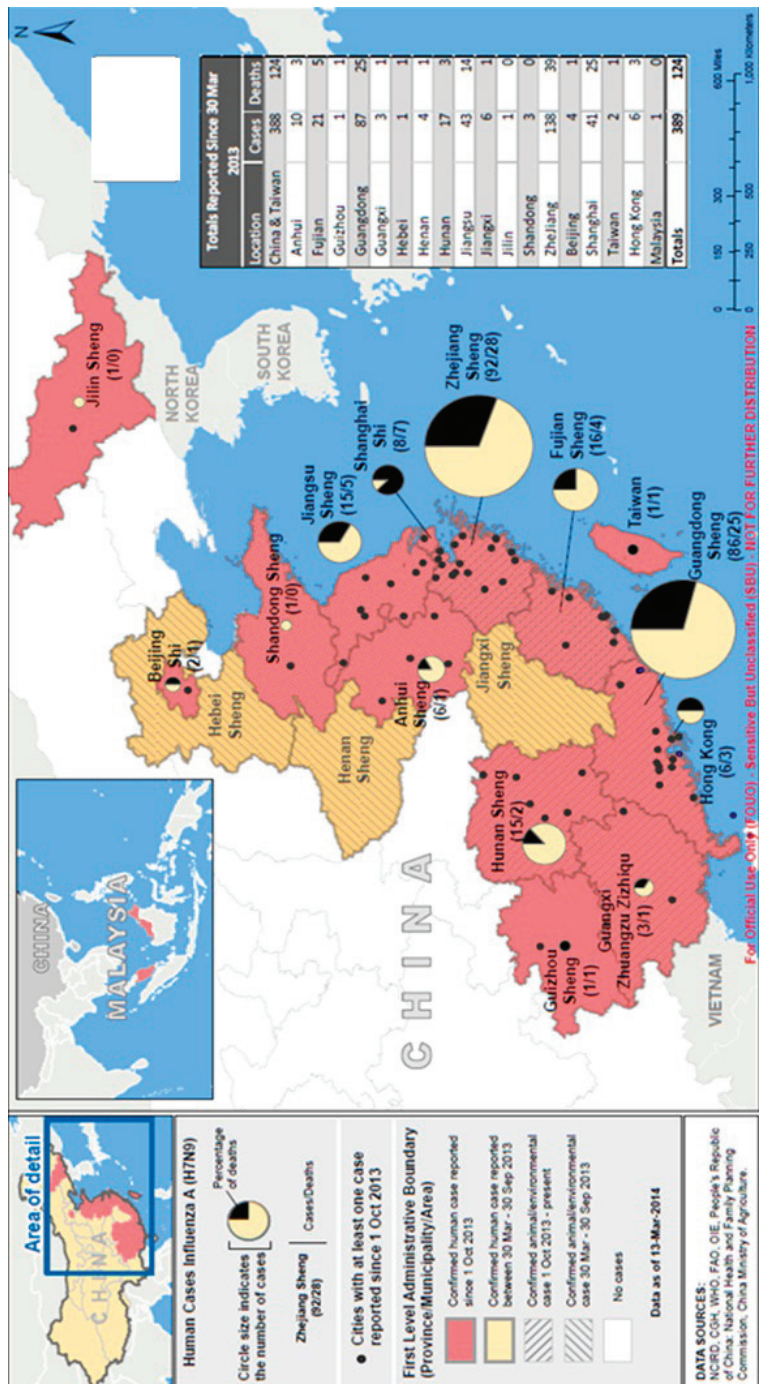 Area of detail
CHINA
Human Cases Influenza A (H7N9)
Circle size indicates
the number of cases
Percentage
of deaths
Zhejiang Sheng
(92/28)
Cases/Deaths
Cities with at least one case
reported since 1 Oct 2013
First Level Administrative Boundary
(Province/Municipality/Area)
Confirmed human case reported
since 1 Oct 2013
Confirmed human case reported
between 30 Mar - 30 Sep 2013
Confirmed animal/environmental
case 1 Oct 2013 - present
Confirmed animal/environmental
case 30 Mar - 30 Sep 2013
No cases
Data as of 13-Mar-2014
DATA SOURCES:
NCIRD, CGH, WHO, FAO, OIE, People's Republic
of China: National Health and Family Planning
Commission, China Ministry of Agriculture.
CHINA
MALAYSIA
CHINA
VIETNAM
NORTH
KOREA
SOUTH
KOREA
Jilin Sheng
(1/0)
Beijing
Shi
(2/1)
Hebei
Sheng
Shandong Sheng
(1/0)
Henan
Sheng
Jiangsu
Sheng
(15/5)
Shanghai
Shi
(8/7)
Anhui
Sheng
(6/1)
Zhejiang
Sheng
(92/28)
Jiangxi
Sheng
Fujian
Sheng
(16/4)
Hunan Sheng
(15/2)
Taiwan
(1/1)
Guangdong
Sheng
(86/25)
Guizhou
Sheng
(1/1)
Guangxi
Zhuangzu Zizhiqu
(3/1)
Hong Kong
(6/3)
N
Totals Reported Since 30 Mar
2013
Location Cases Deaths
China & Taiwan 388 124
Anhui 10 3
Fujian 21 5
Guizhou 1 1
Guangdong 87 25
Guangxi 3 1
Hebei 1 1
Henan 4 1
Hunan 17 3
Jiangsu 43 14
Jiangxi 6 1
Jilin 1 0
Shandong 3 0
ZheJiang 138 39
Beijing 4 1
Shanghai 41 25
Taiwan 2 1
Hong Kong 6 3
Malaysia 1 0
Totals 389 124
0 150 300 600 Miles
0 250 500 1,000 Kilometers
For Official Use Only (FOUO) - Sensitive But Unclassified (SBU) - NOT FOR FURTHER DISTRIBUTION